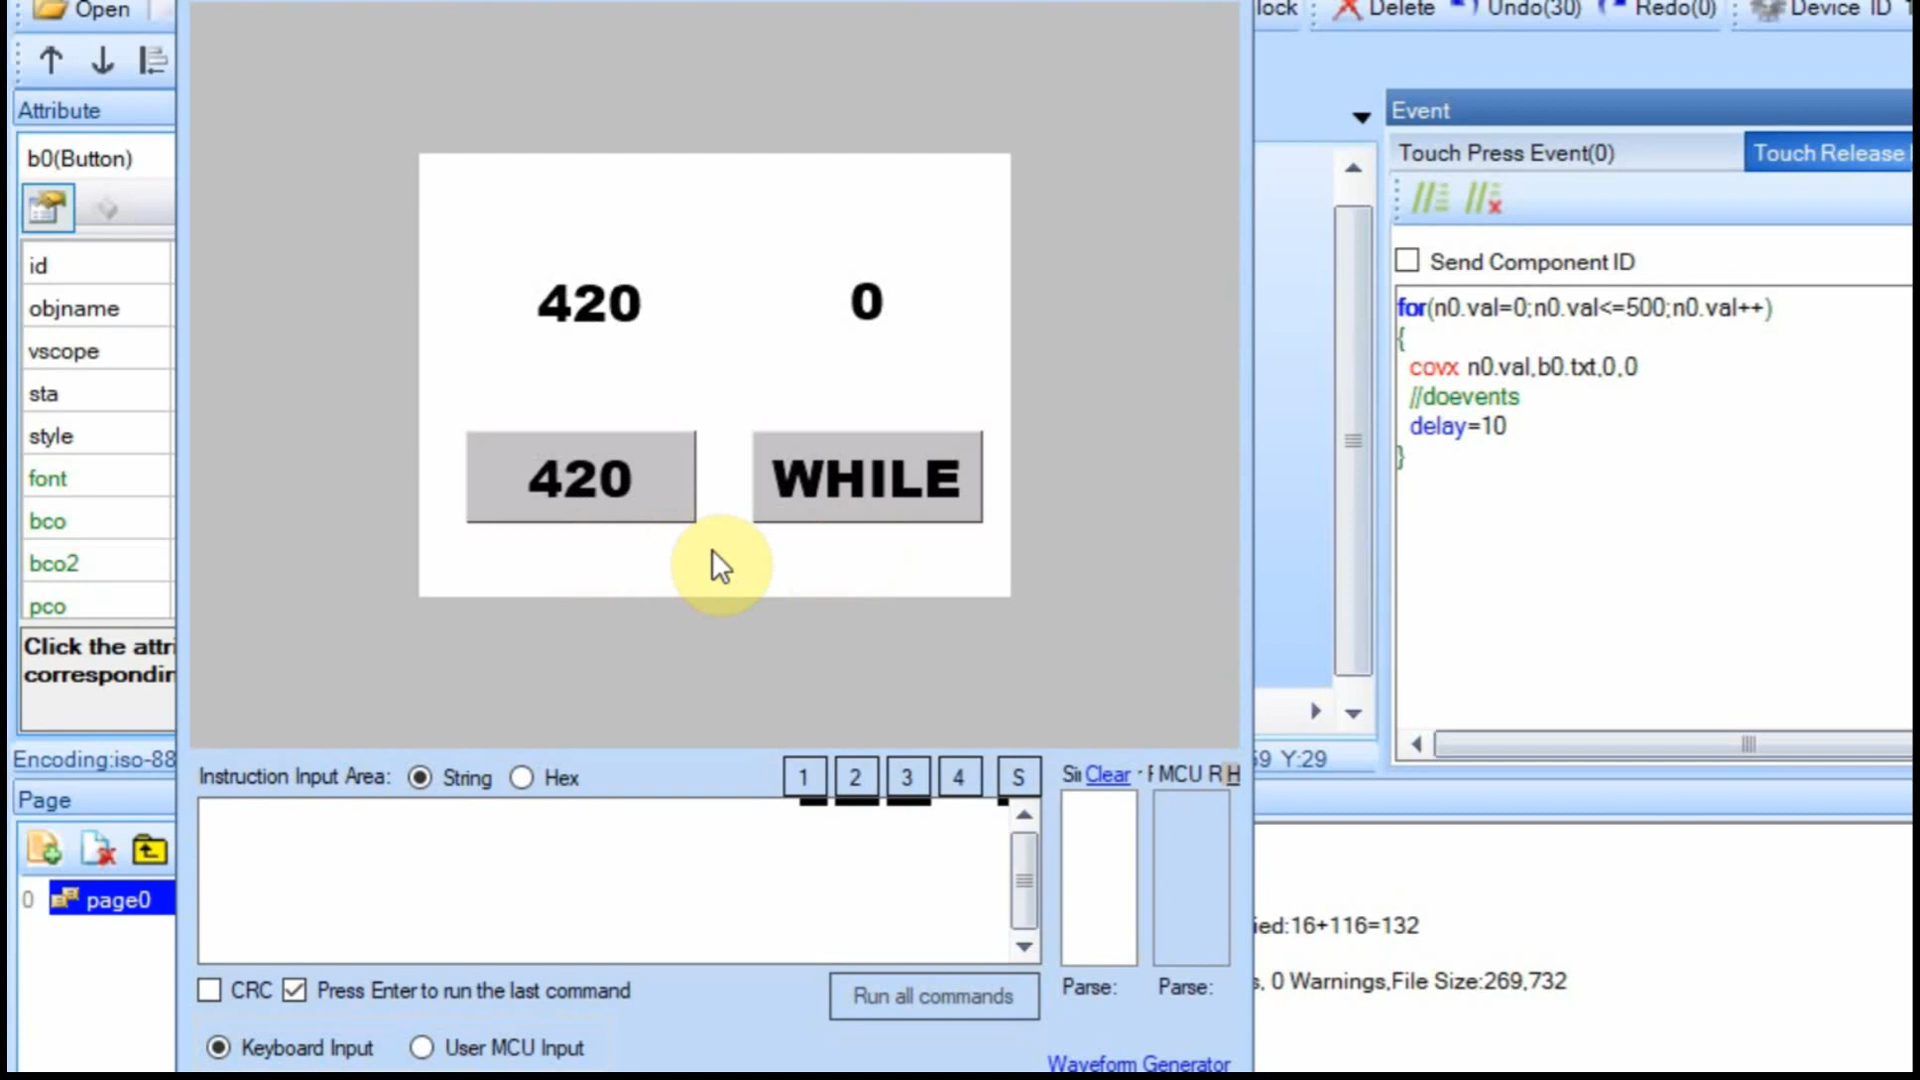 Open
lock
Delete
Undo(30)
Redo(0)
Device ID
Attribute
b0(Button)
id
objname
vscope
sta
style
font
bco
bco2
pco
Click the attri
correspondin
Encoding:iso-88
Page
0 page0
420 0
420 WHILE
Instruction Input Area: String Hex
1 2 3 4 S
Clear
MCU R H
CRC Press Enter to run the last command
Run all commands
Parse: Parse:
Keyboard Input User MCU Input
Waveform Generator
Event
Touch Press Event(0) Touch Release
Send Component ID
for(n0.val=0;n0.val<=500;n0.val++)
{
covx n0.val,b0.txt,0,0
//doevents
delay=10
}
59 Y:29
ied:16+116=132
s, 0 Warnings,File Size:269,732